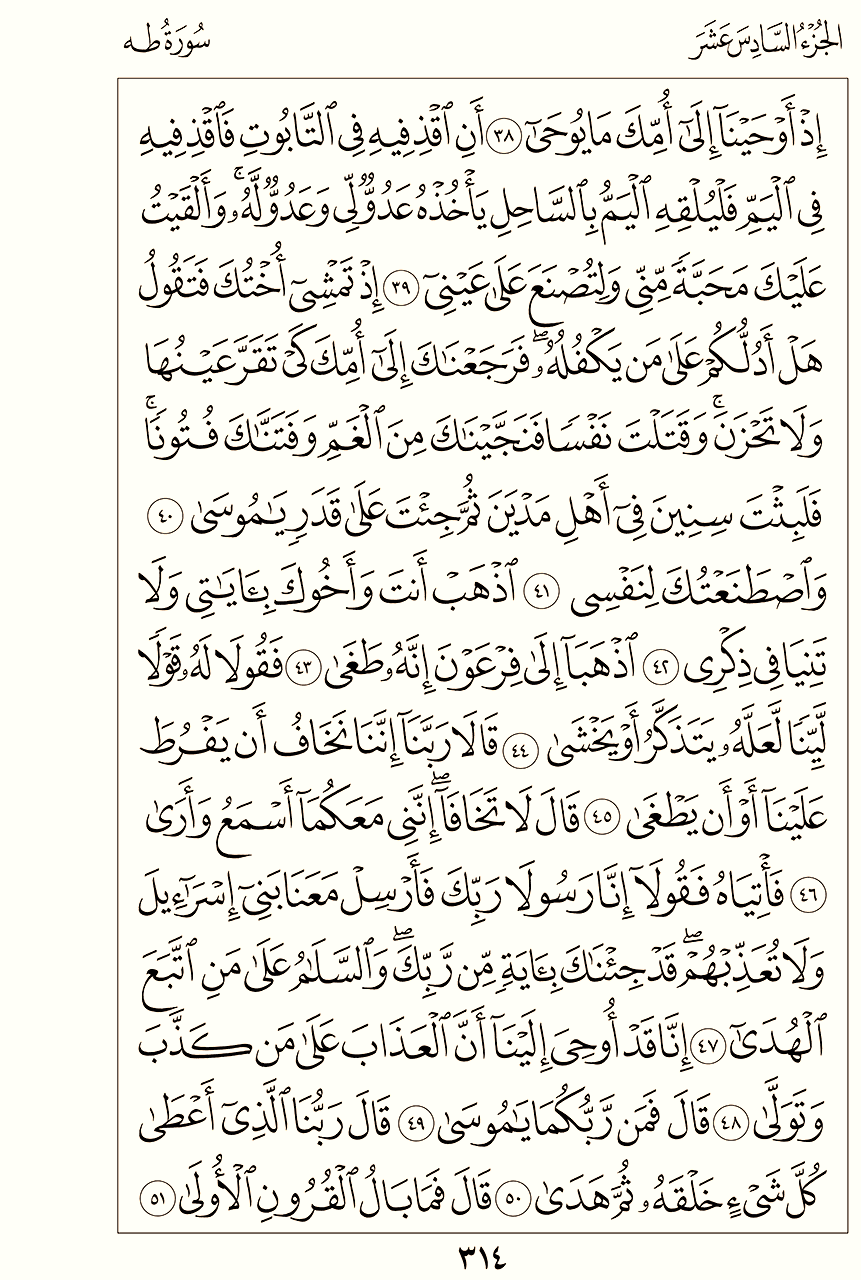 الجُزْءُ السَّادِسَ عَشَرَ
سُورَةُ طه
إِذْ أَوْحَيْنَآ إِلَىٰٓ أُمِّكَ مَا يُوحَىٰٓ ٣٨ أَنِ ٱقْذِفِيهِ فِى ٱلتَّابُوتِ فَٱقْذِفِيهِ
فِى ٱلْيَمِّ فَلْيُلْقِهِ ٱلْيَمُّ بِٱلسَّاحِلِ يَأْخُذْهُ عَدُوٌّ لِّى وَعَدُوٌّ لَّهُۥ ۚ وَأَلْقَيْتُ
عَلَيْكَ مَحَبَّةً مِّنِّى وَلِتُصْنَعَ عَلَىٰ عَيْنِىٓ ٣٩ إِذْ تَمْشِىٓ أُخْتُكَ فَتَقُولُ
هَلْ أَدُلُّكُمْ عَلَىٰ مَن يَكْفُلُهُۥ ۖ فَرَجَعْنَـٰكَ إِلَىٰٓ أُمِّكَ كَىْ تَقَرَّ عَيْنُهَا
وَلَا تَحْزَنَ ۚ وَقَتَلْتَ نَفْسًا فَنَجَّيْنَـٰكَ مِنَ ٱلْغَمِّ وَفَتَنَّـٰكَ فُتُونًا ۚ
فَلَبِثْتَ سِنِينَ فِىٓ أَهْلِ مَدْيَنَ ثُمَّ جِئْتَ عَلَىٰ قَدَرٍ يَـٰمُوسَىٰ ٤٠
وَٱصْطَنَعْتُكَ لِنَفْسِى ٤١ ٱذْهَبْ أَنتَ وَأَخُوكَ بِـَٔايَـٰتِى وَلَا
تَنِيَا فِى ذِكْرِى ٤٢ ٱذْهَبَآ إِلَىٰ فِرْعَوْنَ إِنَّهُۥ طَغَىٰ ٤٣ فَقُولَا لَهُۥ قَوْلًا
لَّيِّنًا لَّعَلَّهُۥ يَتَذَكَّرُ أَوْ يَخْشَىٰ ٤٤ قَالَا رَبَّنَآ إِنَّنَا نَخَافُ أَن يَفْرُطَ
عَلَيْنَآ أَوْ أَن يَطْغَىٰ ٤٥ قَالَ لَا تَخَافَآ ۖ إِنَّنِى مَعَكُمَآ أَسْمَعُ وَأَرَىٰ
٤٦ فَأْتِيَاهُ فَقُولَآ إِنَّا رَسُولَا رَبِّكَ فَأَرْسِلْ مَعَنَا بَنِىٓ إِسْرَٰٓءِيلَ
وَلَا تُعَذِّبْهُمْ ۖ قَدْ جِئْنَـٰكَ بِـَٔايَةٍ مِّن رَّبِّكَ ۖ وَٱلسَّلَـٰمُ عَلَىٰ مَنِ ٱتَّبَعَ
ٱلْهُدَىٰٓ ٤٧ إِنَّا قَدْ أُوحِىَ إِلَيْنَآ أَنَّ ٱلْعَذَابَ عَلَىٰ مَن كَذَّبَ
وَتَوَلَّىٰ ٤٨ قَالَ فَمَن رَّبُّكُمَا يَـٰمُوسَىٰ ٤٩ قَالَ رَبُّنَا ٱلَّذِىٓ أَعْطَىٰ
كُلَّ شَىْءٍ خَلْقَهُۥ ثُمَّ هَدَىٰ ٥٠ قَالَ فَمَا بَالُ ٱلْقُرُونِ ٱلْأُولَىٰ ٥١
٣١٤